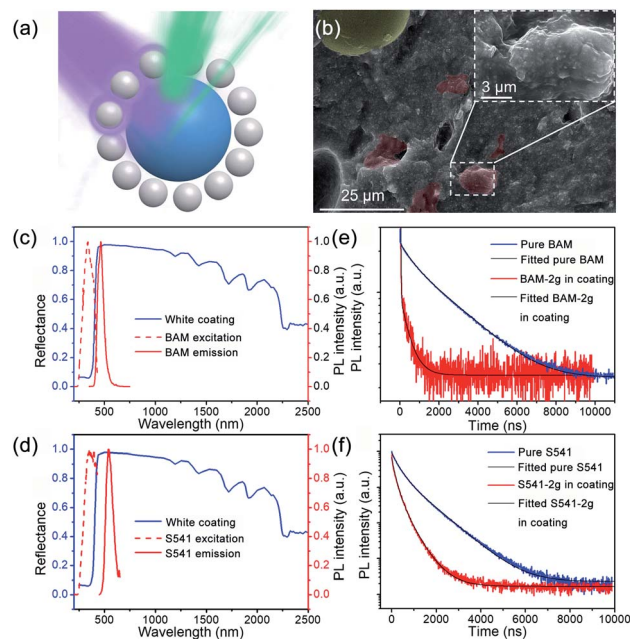 (a)
(b)
3 μm
25 μm
(c)
1.0
0.8
0.6
0.4
0.2
0.0
Reflectance
White coating
BAM excitation
BAM emission
1.0
0.8
0.6
0.4
0.2
0.0
PL intensity (a.u.)
500 1000 1500 2000 2500
Wavelength (nm)
(e)
PL intensity (a.u.)
Pure BAM
Fitted pure BAM
BAM-2g in coating
Fitted BAM-2g
in coating
0 2000 4000 6000 8000 10000
Time (ns)
(d)
1.0
0.8
0.6
0.4
0.2
0.0
Reflectance
White coating
S541 excitation
S541 emission
1.0
0.8
0.6
0.4
0.2
0.0
PL intensity (a.u.)
500 1000 1500 2000 2500
Wavelength (nm)
(f)
PL intensity (a.u.)
Pure S541
Fitted pure S541
S541-2g in coating
Fitted S541-2g
in coating
0 2000 4000 6000 8000 10000
Time (ns)